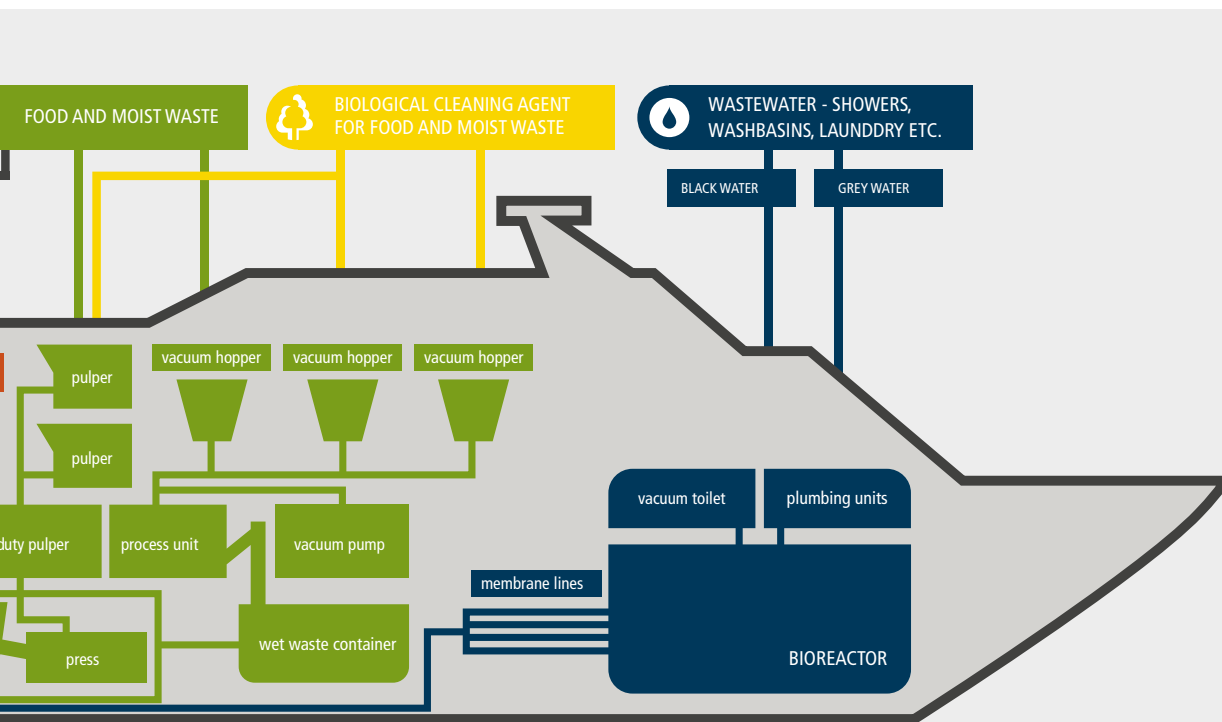 FOOD AND MOIST WASTE
BIOLOGICAL CLEANING AGENT
FOR FOOD AND MOIST WASTE
WASTEWATER - SHOWERS,
WASHBASINS, LAUNDDRY ETC.
BLACK WATER
GREY WATER
vacuum hopper
vacuum hopper
vacuum hopper
pulper
pulper
vacuum toilet
plumbing units
duty pulper
process unit
vacuum pump
membrane lines
wet waste container
press
BIOREACTOR